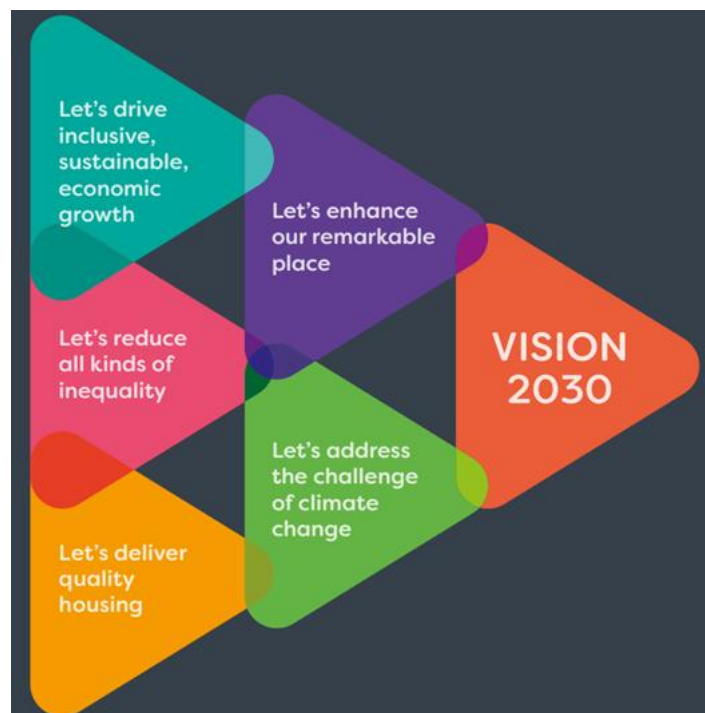 Let’s drive
inclusive,
sustainable,
economic
growth
Let’s enhance
our remarkable
place
Let’s reduce
all kinds of
inequality
VISION
2030
Let’s address
the challenge
of climate
change
Let’s deliver
quality
housing